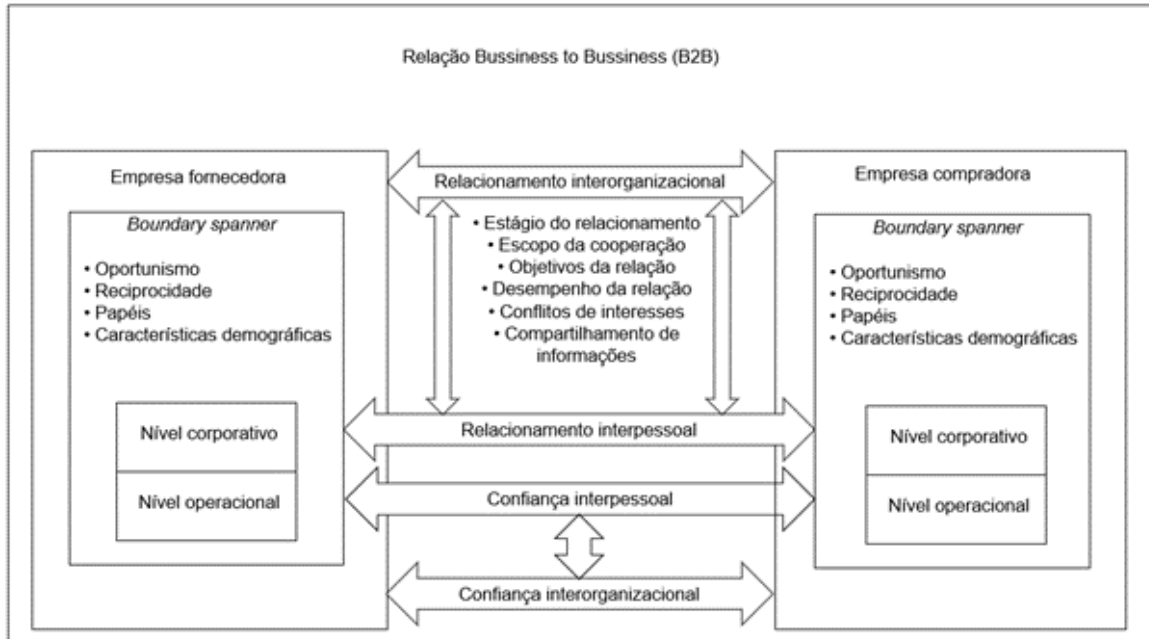 Relação Bussiness to Bussiness (B2B)
Empresa fornecedora
Boundary spanner
• Oportunismo
• Reciprocidade
• Papéis
• Características demográficas
Nível corporativo
Nível operacional
Relacionamento interorganizacional
• Estágio do relacionamento
• Escopo da cooperação
• Objetivos da relação
• Desempenho da relação
• Conflitos de interesses
• Compartilhamento de
informações
Relacionamento interpessoal
Confiança interpessoal
Confiança interorganizacional
Empresa compradora
Boundary spanner
• Oportunismo
• Reciprocidade
• Papéis
• Características demográficas
Nível corporativo
Nível operacional